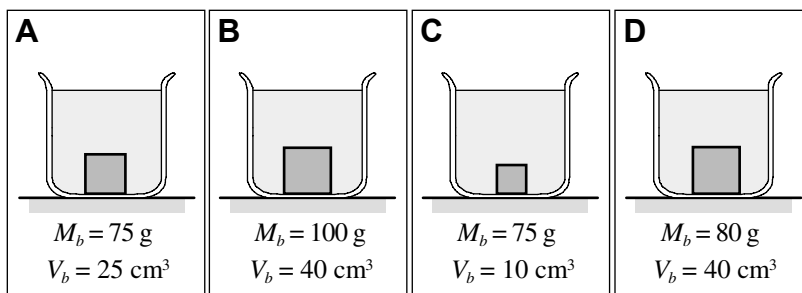 A
M_b = 75 g
V_b = 25 cm³
B
M_b = 100 g
V_b = 40 cm³
C
M_b = 75 g
V_b = 10 cm³
D
M_b = 80 g
V_b = 40 cm³